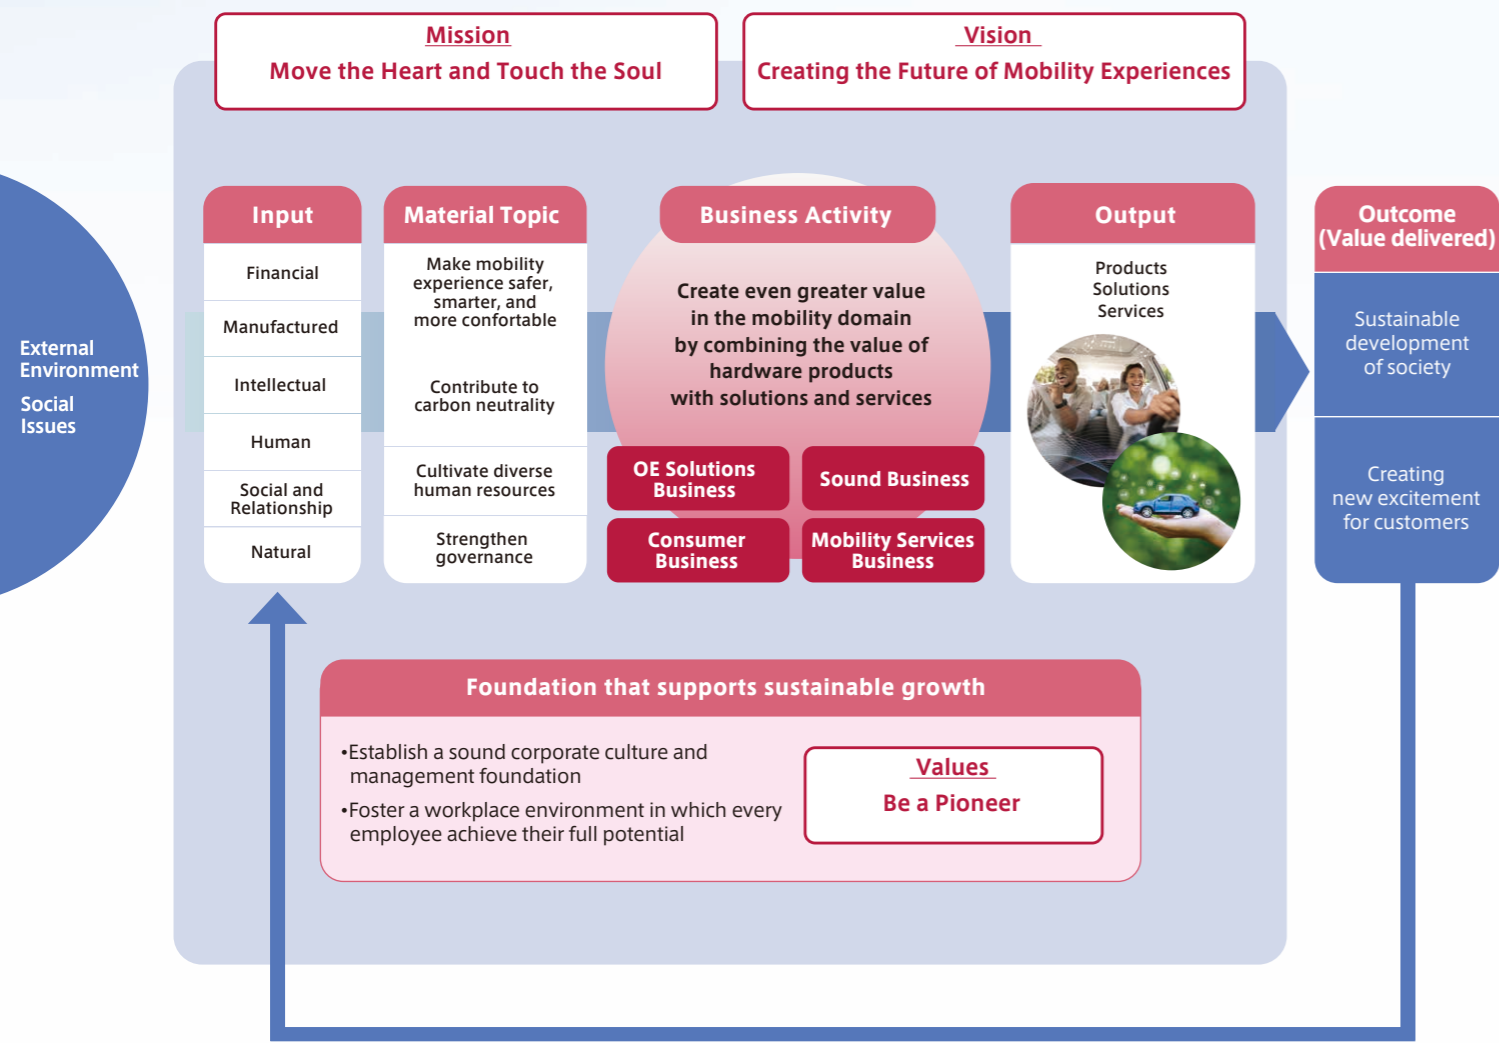 Mission
Move the Heart and Touch the Soul
Vision
Creating the Future of Mobility Experiences
External
Environment
Social
Issues
Input
Financial
Manufactured
Intellectual
Human
Social and
Relationship
Natural
Material Topic
Make mobility
experience safer,
smarter, and
more confortable
Contribute to
carbon neutrality
Cultivate diverse
human resources
Strengthen
governance
Business Activity
Create even greater value
in the mobility domain
by combining the value of
hardware products
with solutions and services
OE Solutions
Business
Sound Business
Consumer
Business
Mobility Services
Business
Output
Products
Solutions
Services
Outcome
(Value delivered)
Sustainable
development
of society
Creating
new excitement
for customers
Foundation that supports sustainable growth
•Establish a sound corporate culture and
management foundation
•Foster a workplace environment in which every
employee achieve their full potential
Values
Be a Pioneer